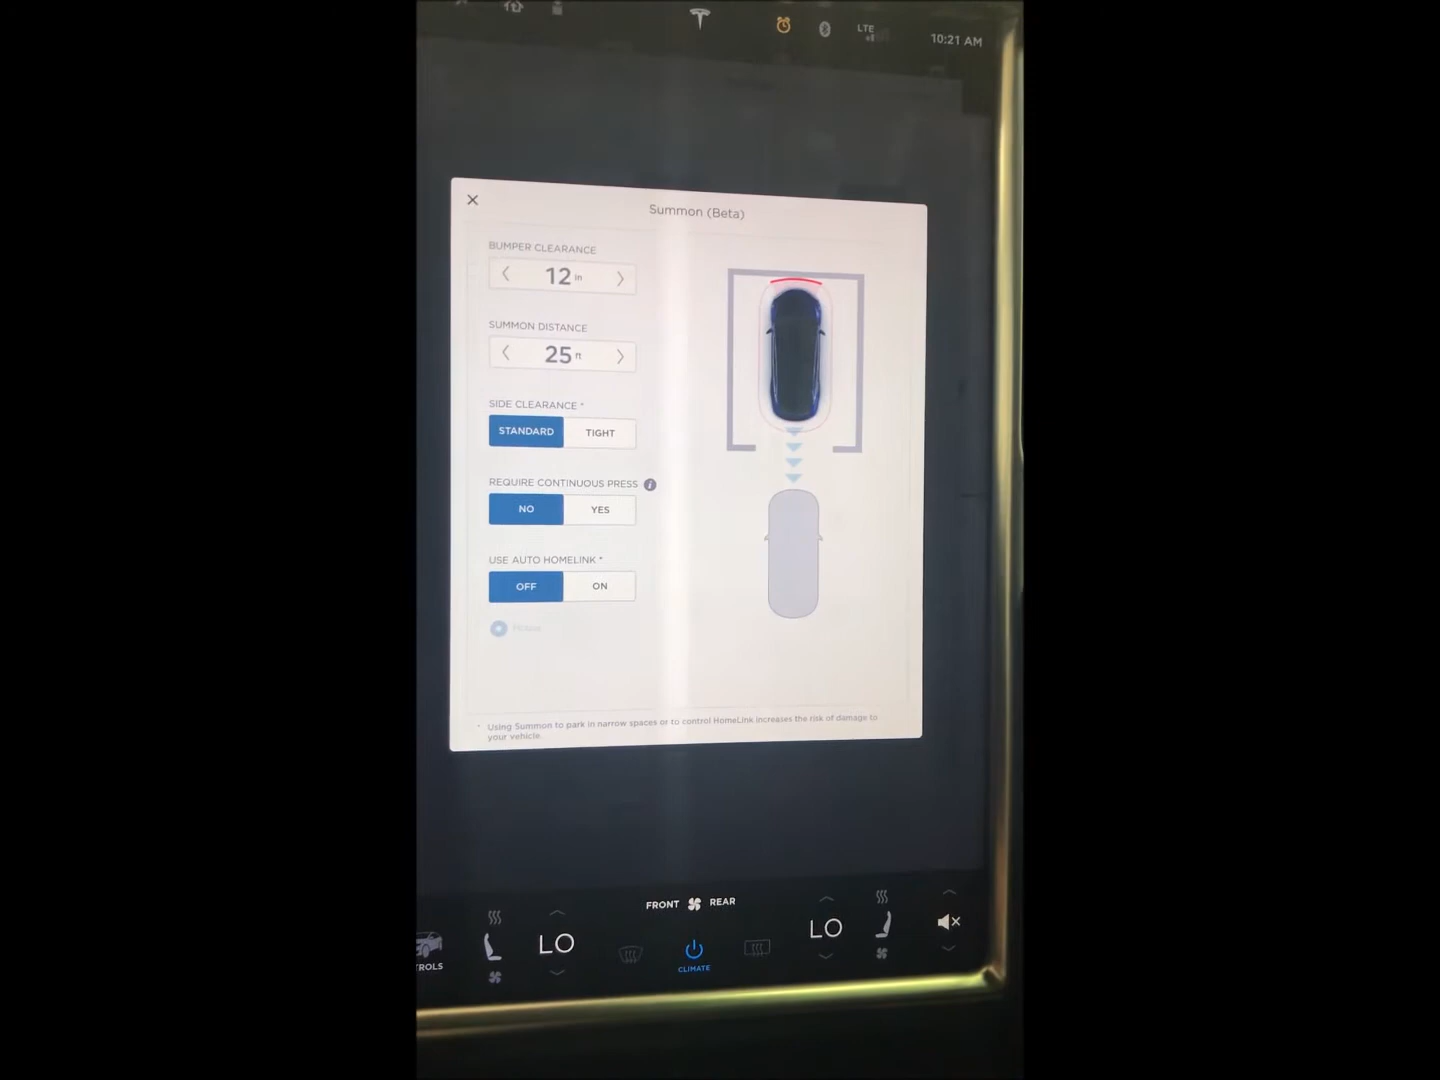 LTE
10:21 AM
Summon (Beta)
BUMPER CLEARANCE
12 in
SUMMON DISTANCE
25 ft
SIDE CLEARANCE *
STANDARD TIGHT
REQUIRE CONTINUOUS PRESS i
NO YES
USE AUTO HOMELINK *
OFF ON
* Using Summon to park in narrow spaces or to control HomeLink increases the risk of damage to
your vehicle.
FRONT REAR
LO LO
TROLS
CLIMATE